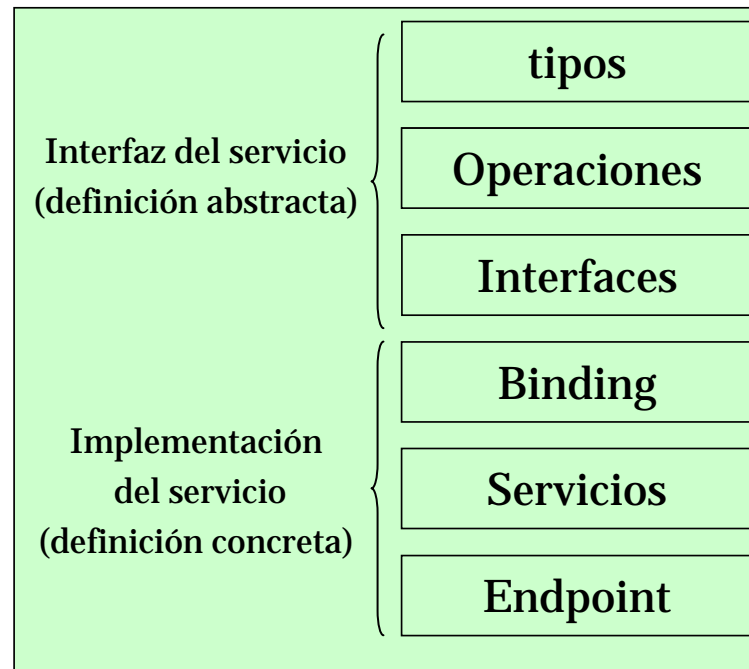 Interfaz del servicio
(definición abstracta)
tipos
Operaciones
Interfaces
Implementación
del servicio
(definición concreta)
Binding
Servicios
Endpoint